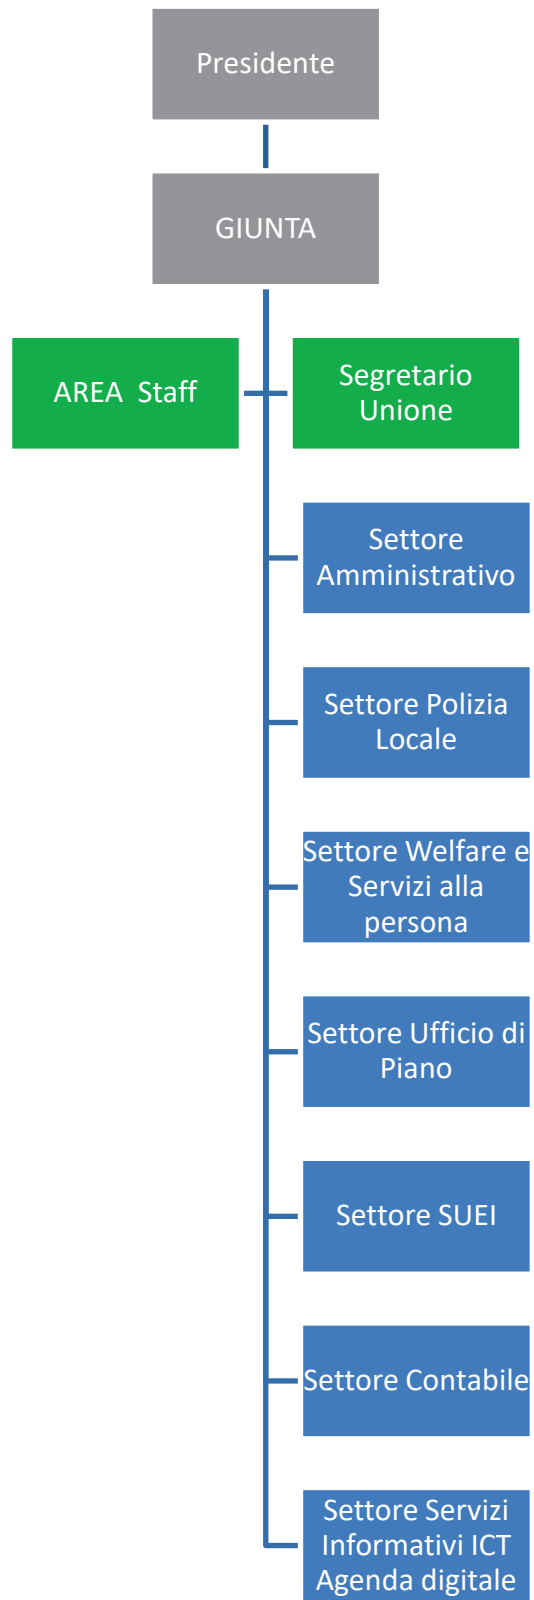 Presidente
GIUNTA
AREA  Staff
Segretario
Unione
Settore
Amministrativo
Settore Polizia
Locale
Settore Welfare e
Servizi alla
persona
Settore Ufficio di
Piano
Settore SUEI
Settore Contabile
Settore Servizi
Informativi ICT
Agenda digitale